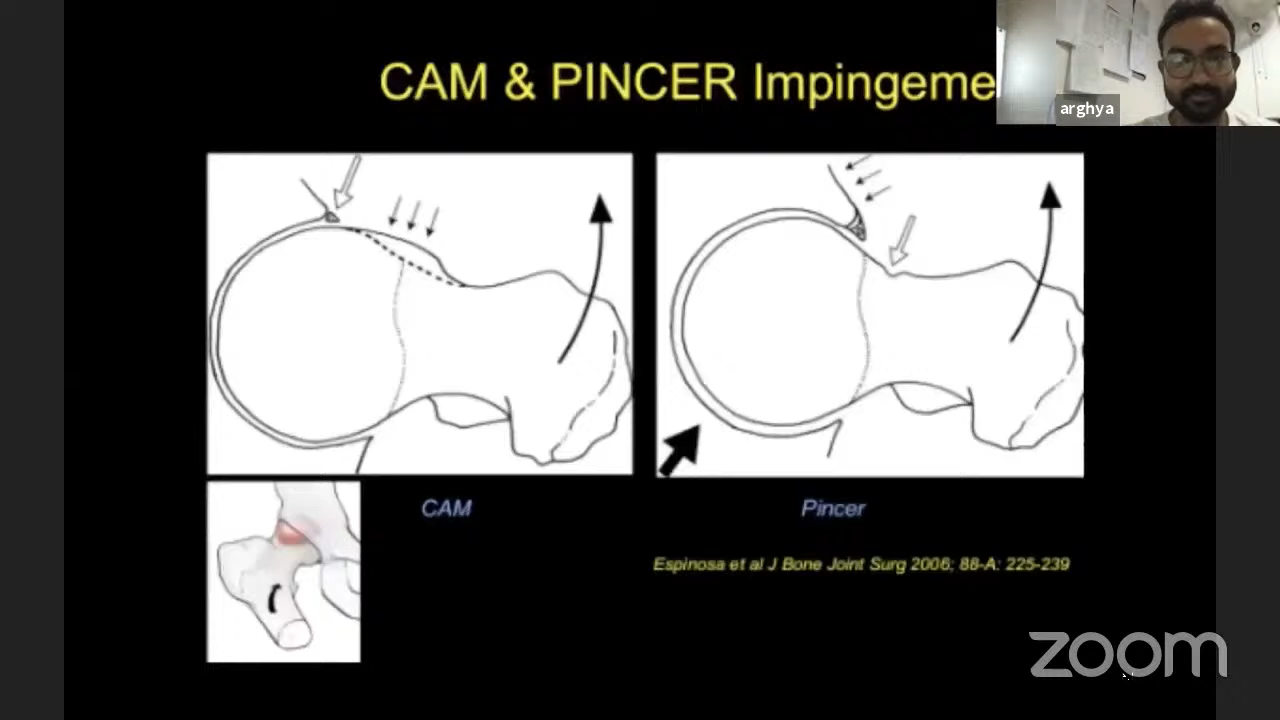 CAM & PINCER Impingeme
arghya
CAM
Pincer
Espinosa et al J Bone Joint Surg 2006; 88-A: 225-239
zoom